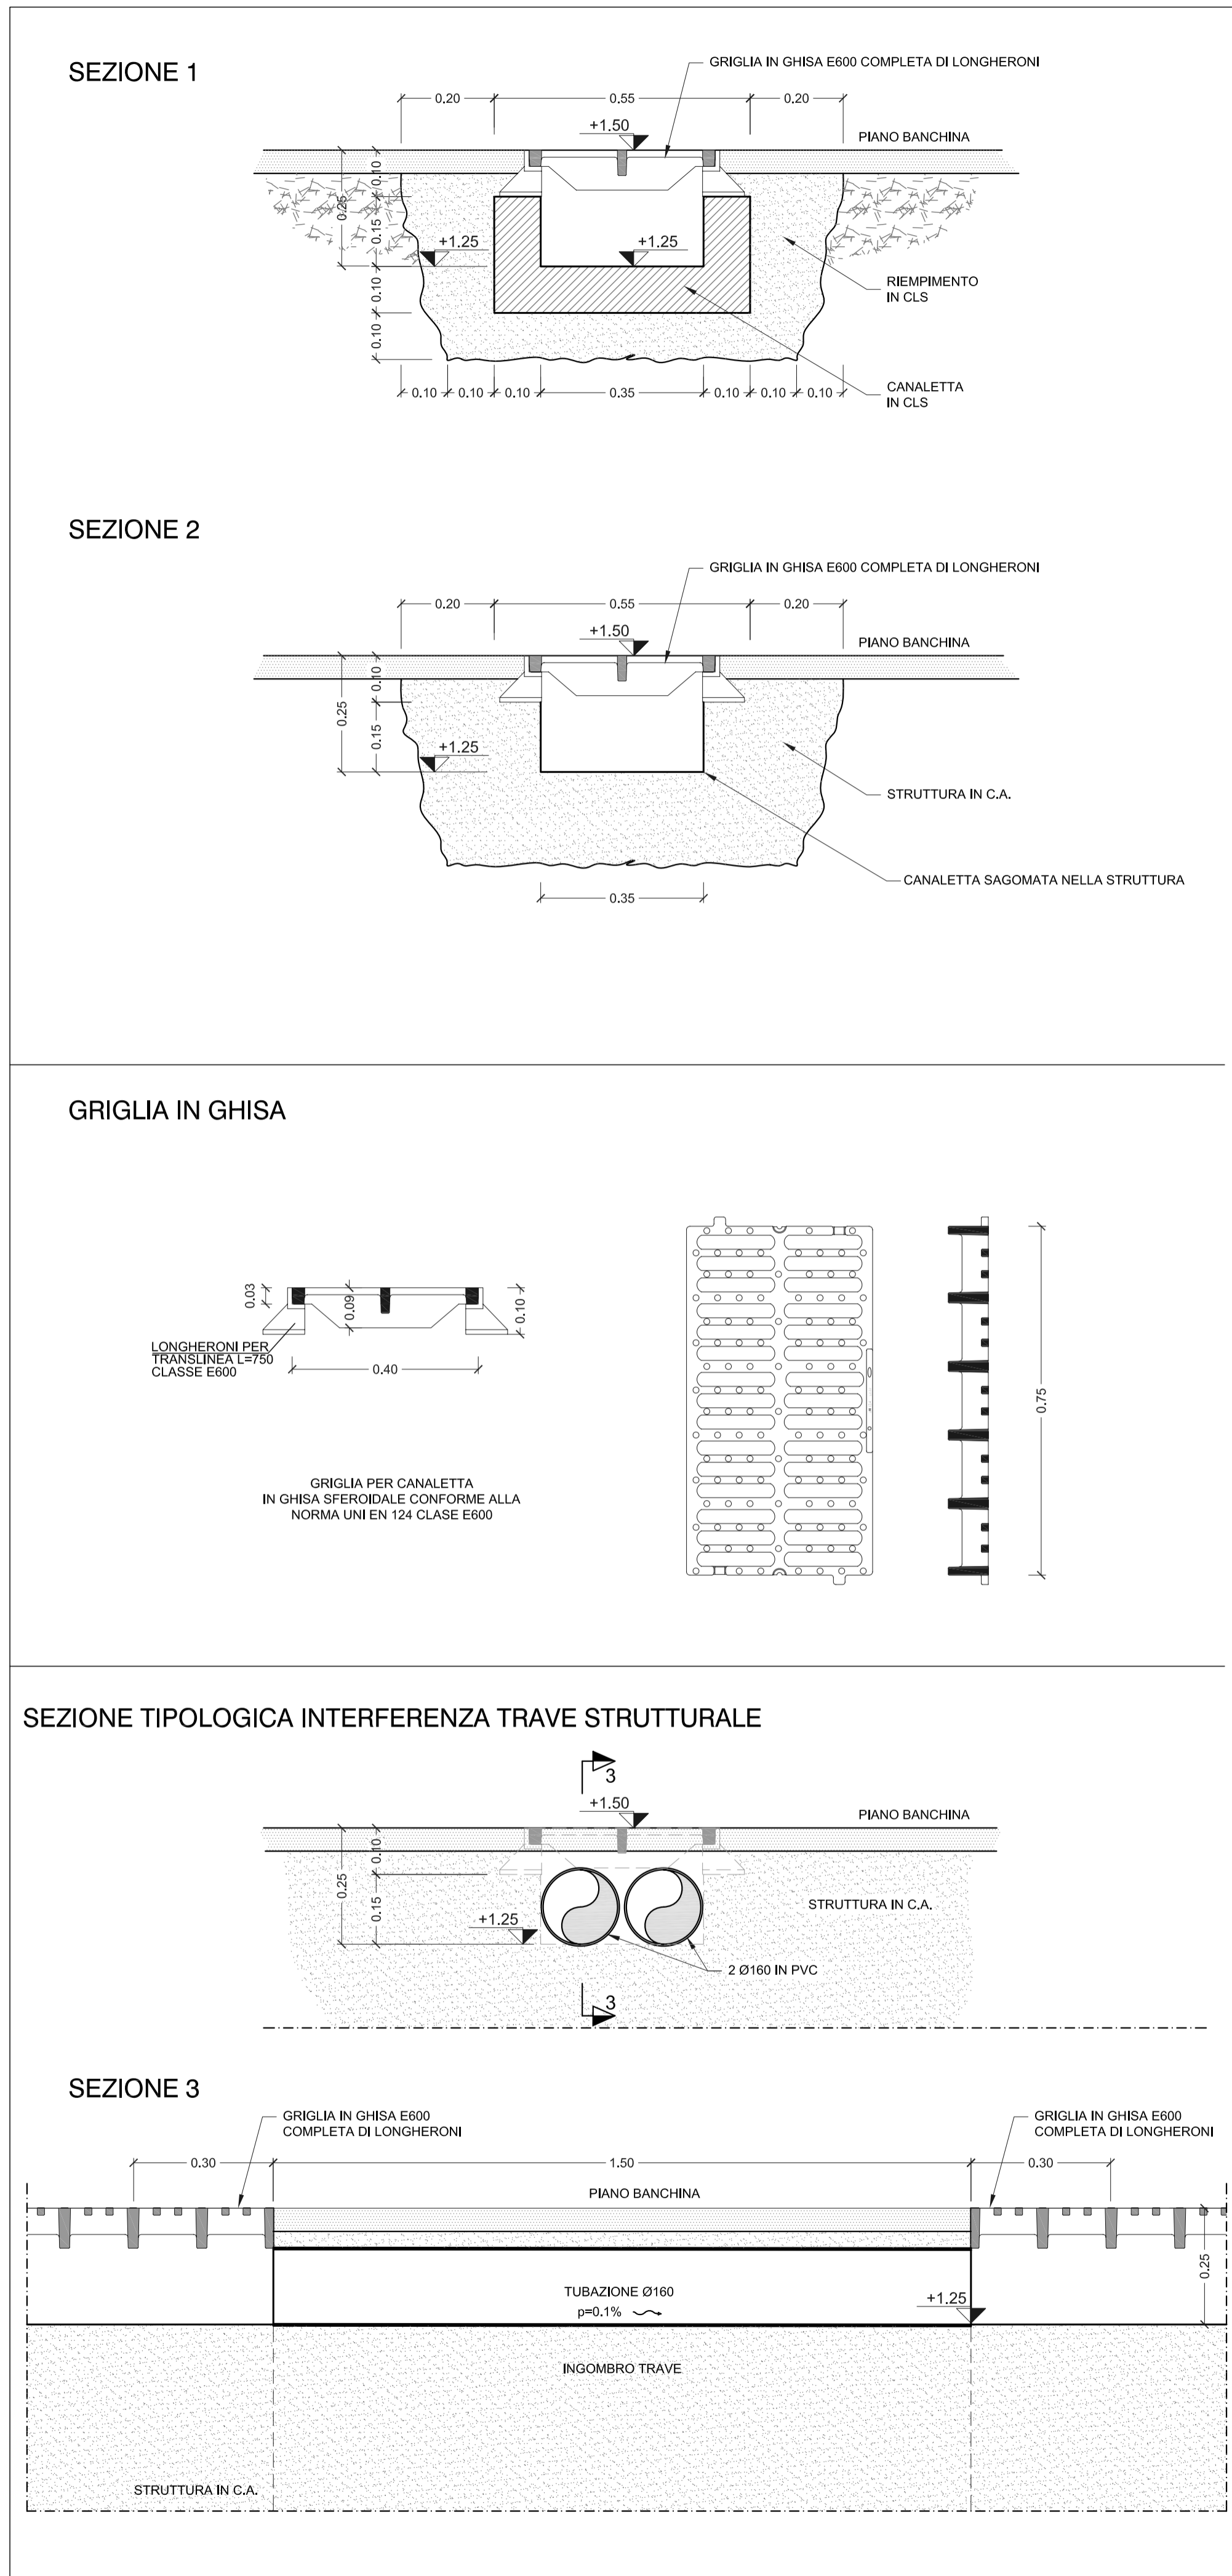 SEZIONE 1
GRIGLIA IN GHISA E600 COMPLETA DI LONGHERONI
0.20
0.55
0.20
+1.50
PIANO BANCHINA
0.10
0.25
0.15
+1.25
+1.25
RIEMPIMENTO
IN CLS
0.10
0.10
CANALETTA
IN CLS
0.10
0.10
0.10
0.35
0.10
0.10
0.10
SEZIONE 2
GRIGLIA IN GHISA E600 COMPLETA DI LONGHERONI
0.20
0.55
0.20
+1.50
PIANO BANCHINA
0.10
0.25
0.15
+1.25
STRUTTURA IN C.A.
CANALETTA SAGOMATA NELLA STRUTTURA
0.35
GRIGLIA IN GHISA
0.03
0.09
0.10
LONGHERONI PER
TRANSLINEA L=750
CLASSE E600
0.40
0.75
GRIGLIA PER CANALETTA
IN GHISA SFEROIDALE CONFORME ALLA
NORMA UNI EN 124 CLASE E600
SEZIONE TIPOLOGICA INTERFERENZA TRAVE STRUTTURALE
3
+1.50
PIANO BANCHINA
0.10
0.25
0.15
STRUTTURA IN C.A.
+1.25
2 Ø160 IN PVC
3
SEZIONE 3
GRIGLIA IN GHISA E600
COMPLETA DI LONGHERONI
GRIGLIA IN GHISA E600
COMPLETA DI LONGHERONI
0.30
1.50
0.30
PIANO BANCHINA
0.25
TUBAZIONE Ø160
p=0.1%
+1.25
INGOMBRO TRAVE
STRUTTURA IN C.A.